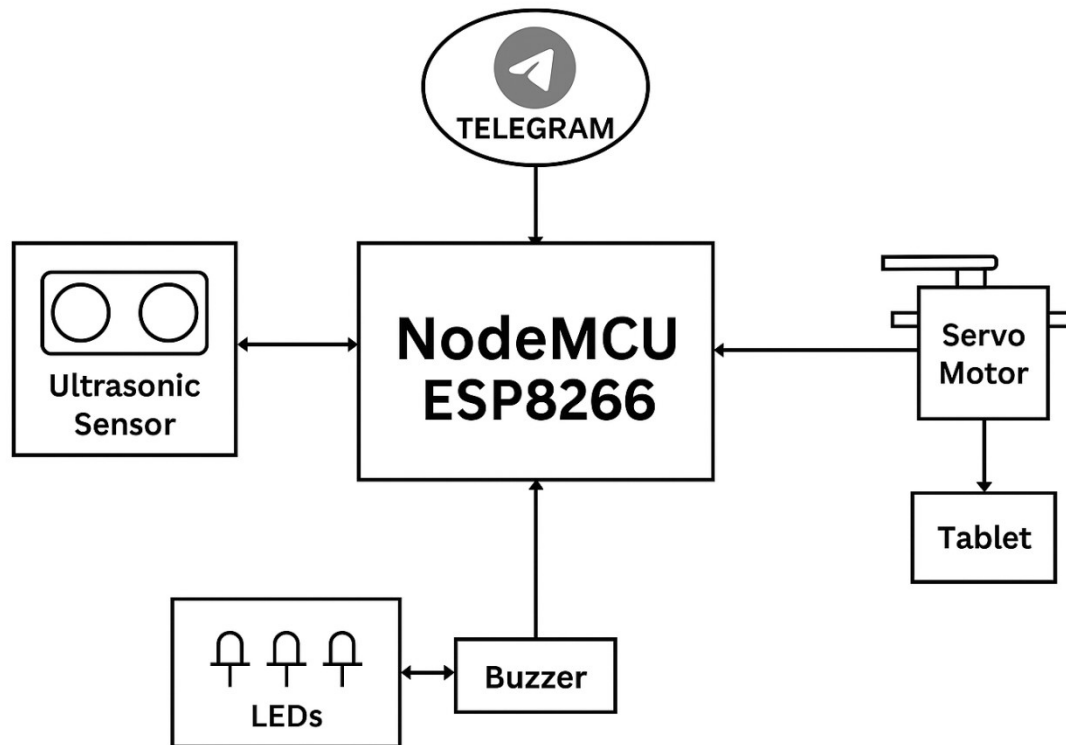 TELEGRAM
NodeMCU
ESP8266
Ultrasonic
Sensor
Servo
Motor
Tablet
Buzzer
LEDs